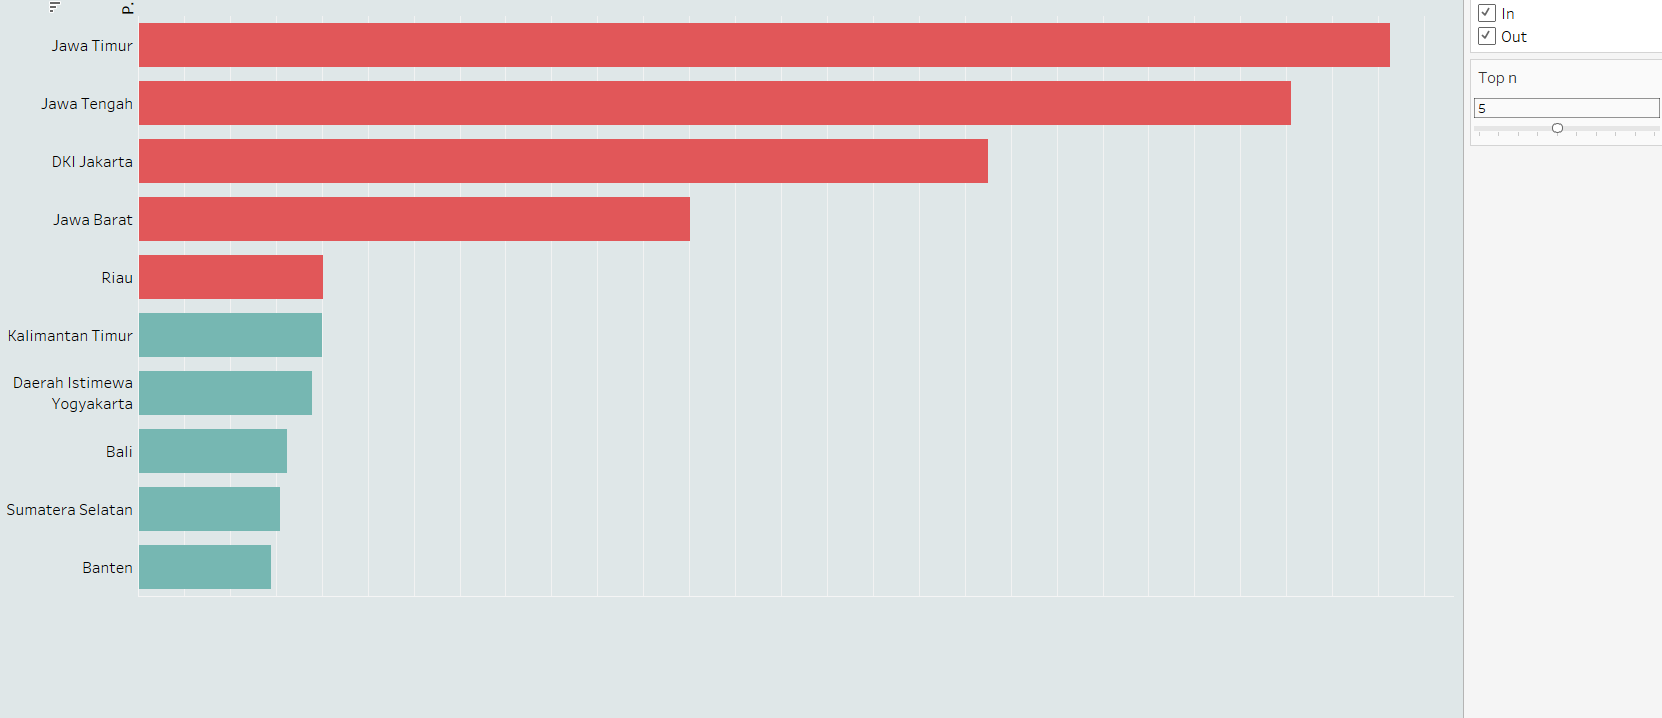 P.
Jawa Timur
Jawa Tengah
DKI Jakarta
Jawa Barat
Riau
Kalimantan Timur
Daerah Istimewa
Yogyakarta
Bali
Sumatera Selatan
Banten
In
Out
Top n
5